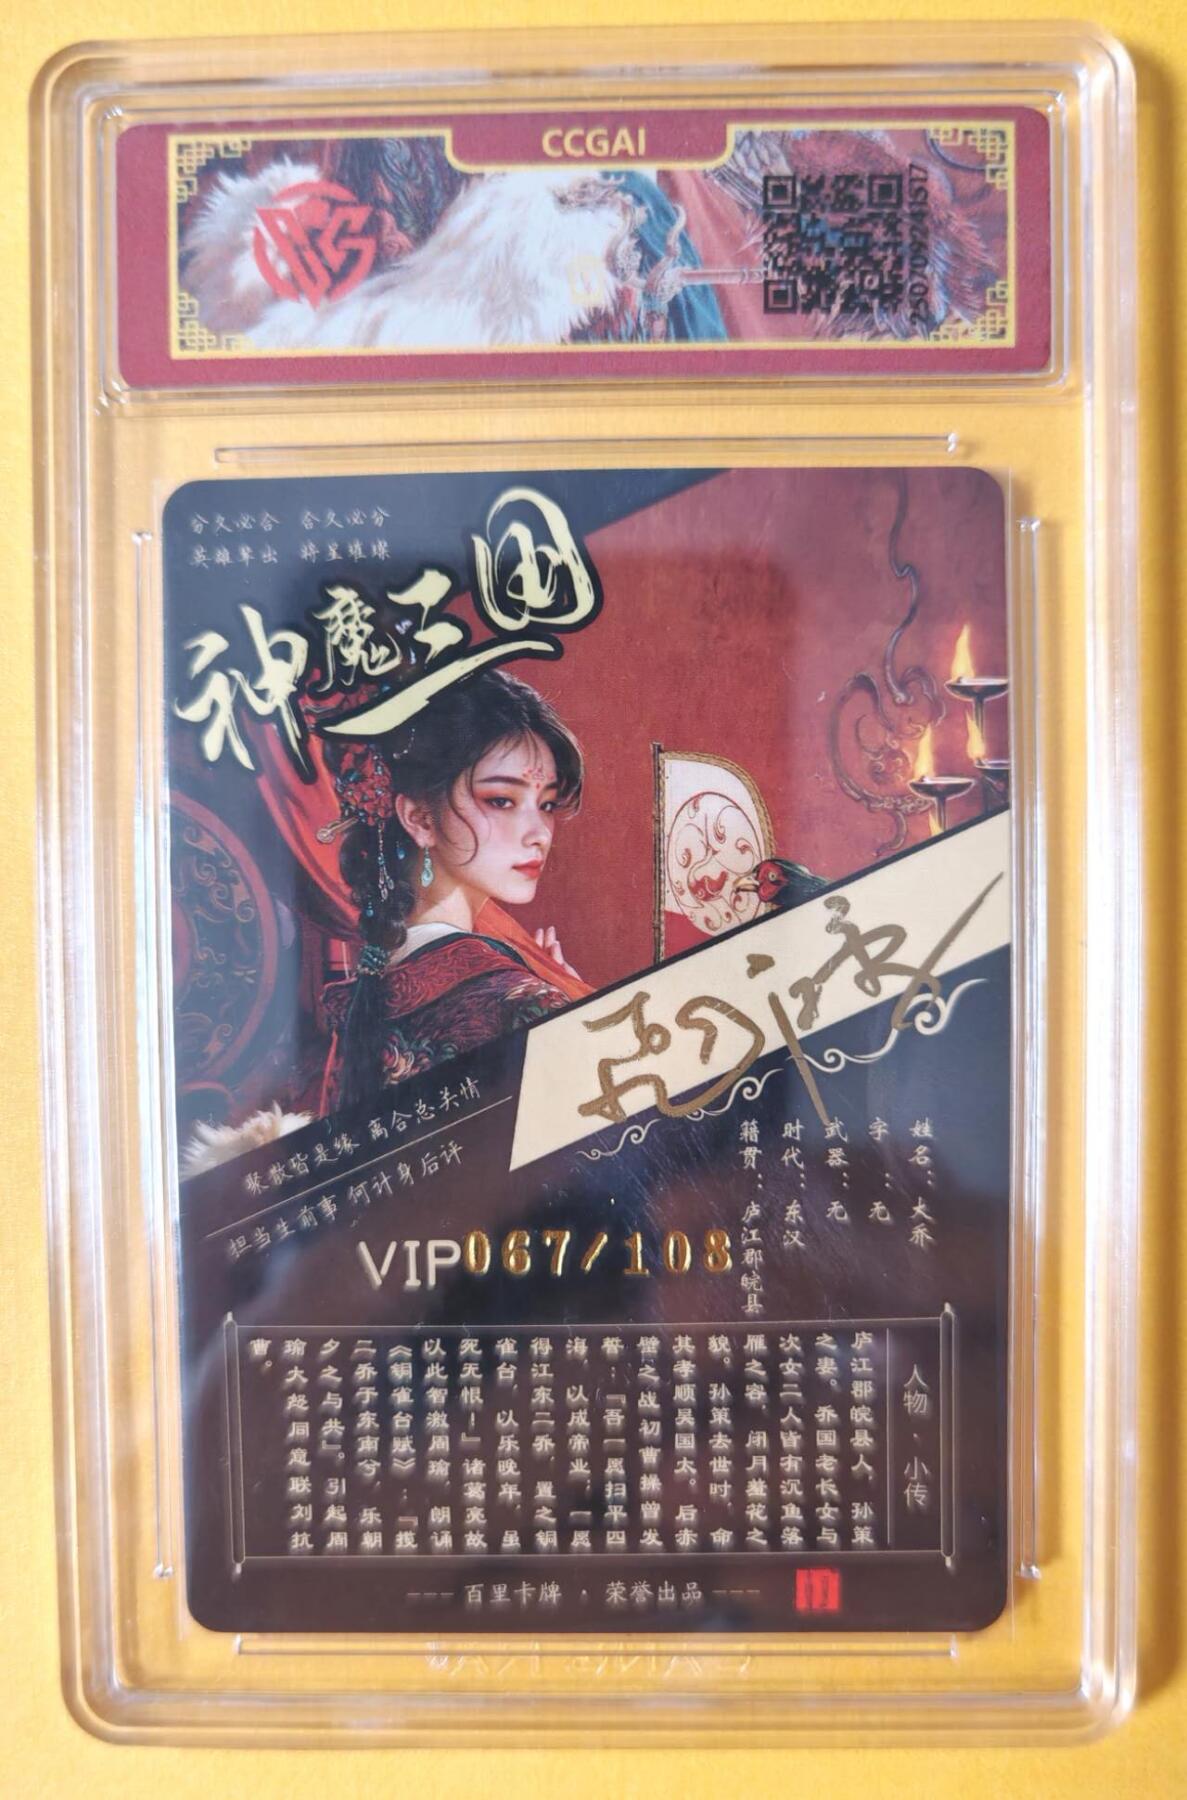 CCGAI
250709241517
分久必合 合久必分
英雄辈出 将星璀璨
神魔三国
聚散皆是缘 离合总关情
担当生前事 何计身后评
姓名：大乔
字：无
武器：无
时代：东汉
籍贯：庐江郡皖县
VIP067/108
人物·小传
庐江郡皖县人，孙策
之妻。乔国老长女与
次女二人皆有沉鱼落
雁之容，闭月羞花之
貌。孙策去世时，命
其孝顺吴国太。后赤
壁之战初曹操曾发
誓：『吾一愿扫平四
海，以成帝业，一愿
得江东二乔，置之铜
雀台，以乐晚年，虽
死无恨！』诸葛亮故
以此智激周瑜，朗诵
《铜雀台赋》：『揽
二乔于东南兮，乐朝
夕之与共』。引起周
瑜大怒同意联刘抗
曹。
--- 百里卡牌 · 荣誉出品 ---